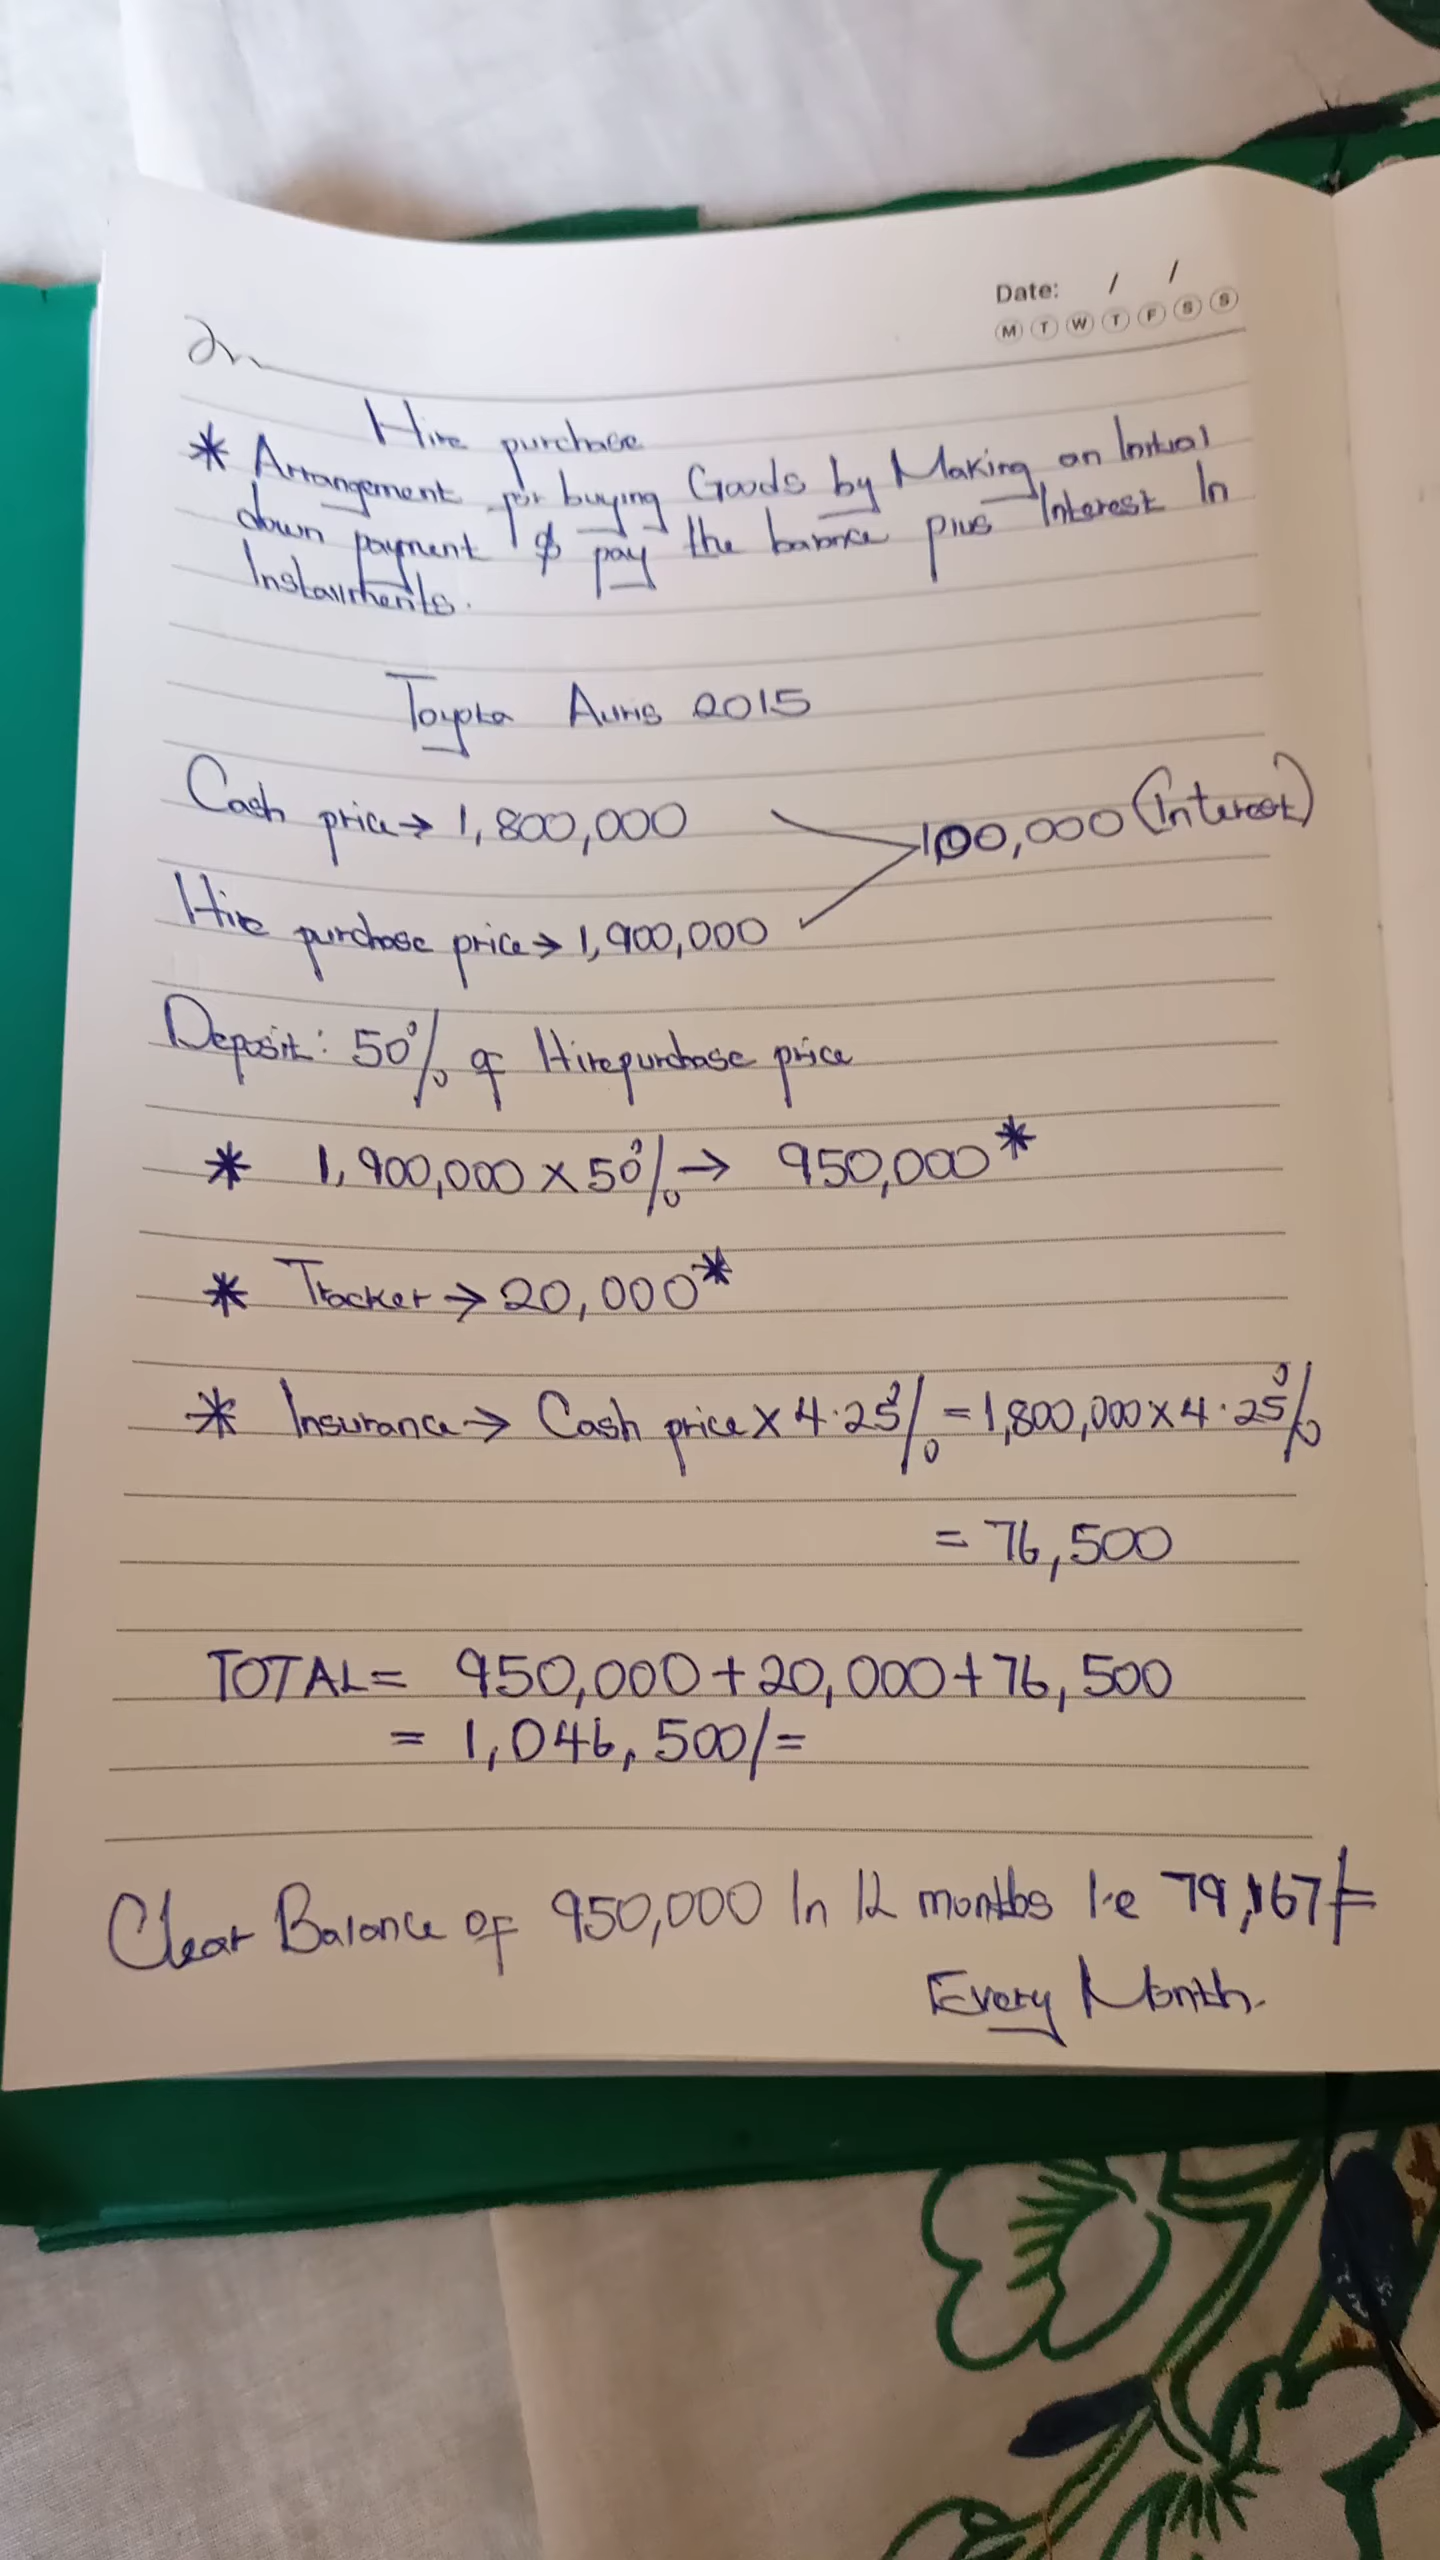 Date: / /
M T W T F S S
Hire purchase
* Arrangement for buying Goods by Making an Initial
down payment & pay the balance plus Interest In
Installments.
Toyota Auris 2015
Cash price → 1,800,000
100,000 (Interest)
Hire purchase price → 1,900,000
Deposit: 50% of Hirepurchase price
* 1,900,000 x 50% → 950,000*
* Tracker → 20,000*
* Insurance → Cash price x 4.25% = 1,800,000 x 4.25%
= 76,500
TOTAL = 950,000 + 20,000 + 76,500
= 1,046,500/=
Clear Balance of 950,000 In 12 months i.e 79,167/=
Every Month.